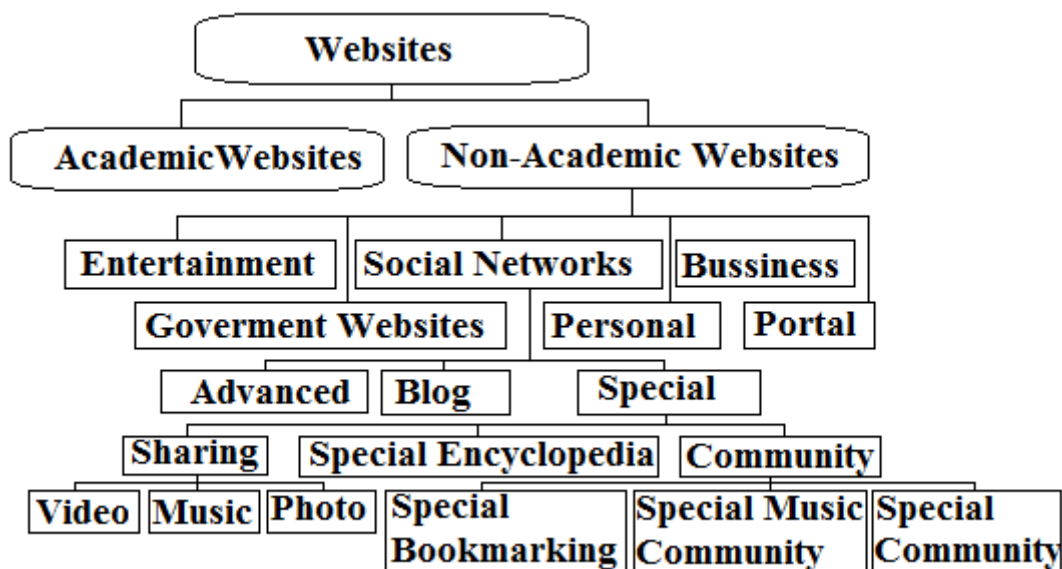 Websites
AcademicWebsites
Non-Academic Websites
Entertainment
Social Networks
Bussiness
Goverment Websites
Personal
Portal
Advanced
Blog
Special
Sharing
Special Encyclopedia
Community
Video
Music
Photo
Special
Bookmarking
Special Music
Community
Special
Community